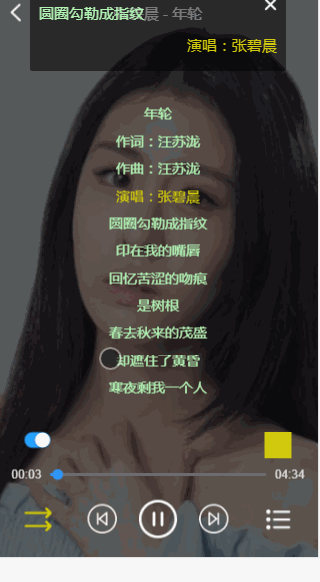 圆圈勾勒成指纹晨 - 年轮
演唱：张碧晨
年轮
作词：汪苏泷
作曲：汪苏泷
演唱：张碧晨
圆圈勾勒成指纹
印在我的嘴唇
回忆苦涩的吻痕
是树根
春去秋来的茂盛
却遮住了黄昏
寒夜剩我一个人
00:03
04:34